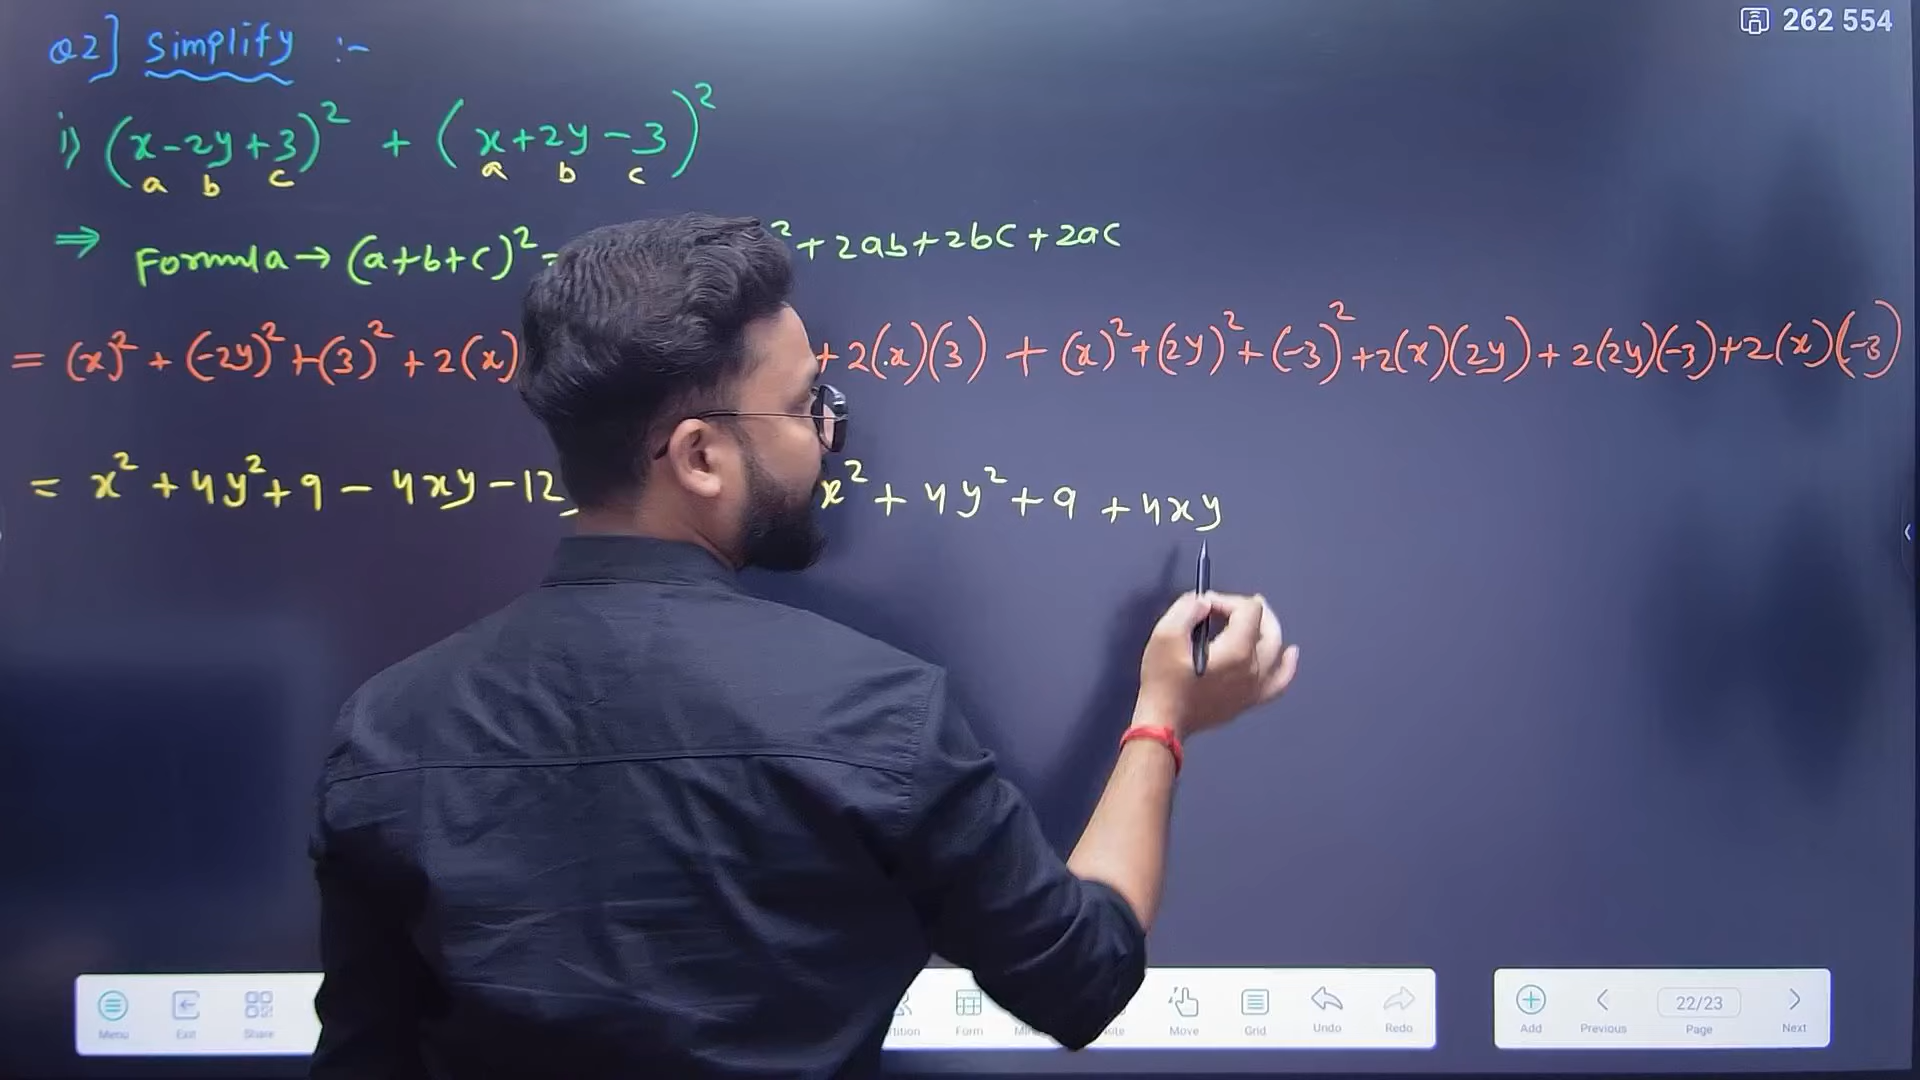 262 554
Q2] Simplify :-
i) (x-2y+3)² + (x+2y-3)²
a b c a b c
⇒ Formula → (a+b+c)² = ² + 2ab + 2bc + 2ac
= (x)² + (-2y)² + (3)² + 2(x) + 2(x)(3) + (x)² + (2y)² + (-3)² + 2(x)(2y) + 2(2y)(-3) + 2(x)(-3)
= x² + 4y² + 9 - 4xy - 12 x² + 4y² + 9 + 4xy
Menu Exit Share Form Move Grid Undo Redo Add Previous 22/23 Page Next